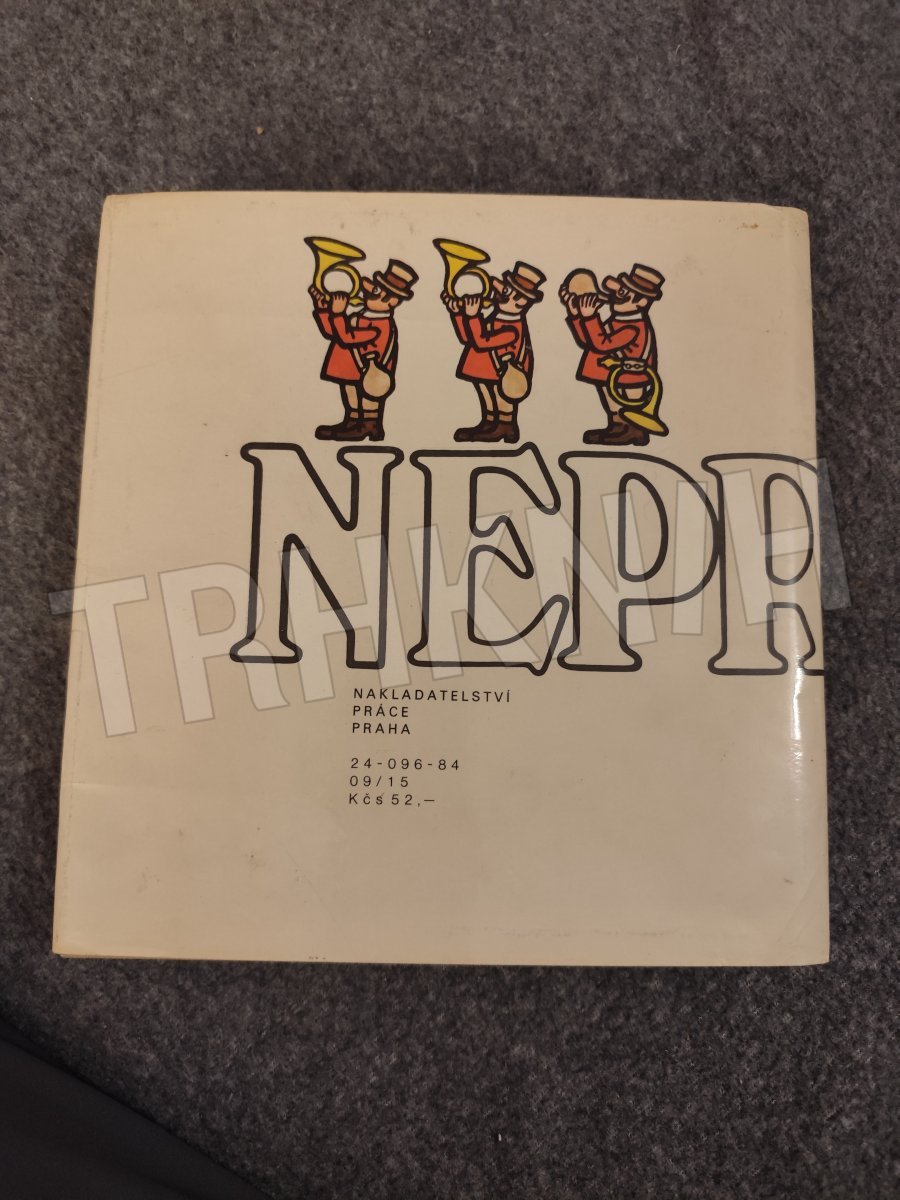 NEPR
TRHKNIH
NAKLADATELSTVÍ
PRÁCE
PRAHA
24-096-84
09/15
Kčs 52,—